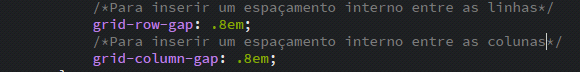 /*Para inserir um espaçamento interno entre as linhas*/
grid-row-gap: .8em;
/*Para inserir um espaçamento interno entre as colunas*/
grid-column-gap: .8em;